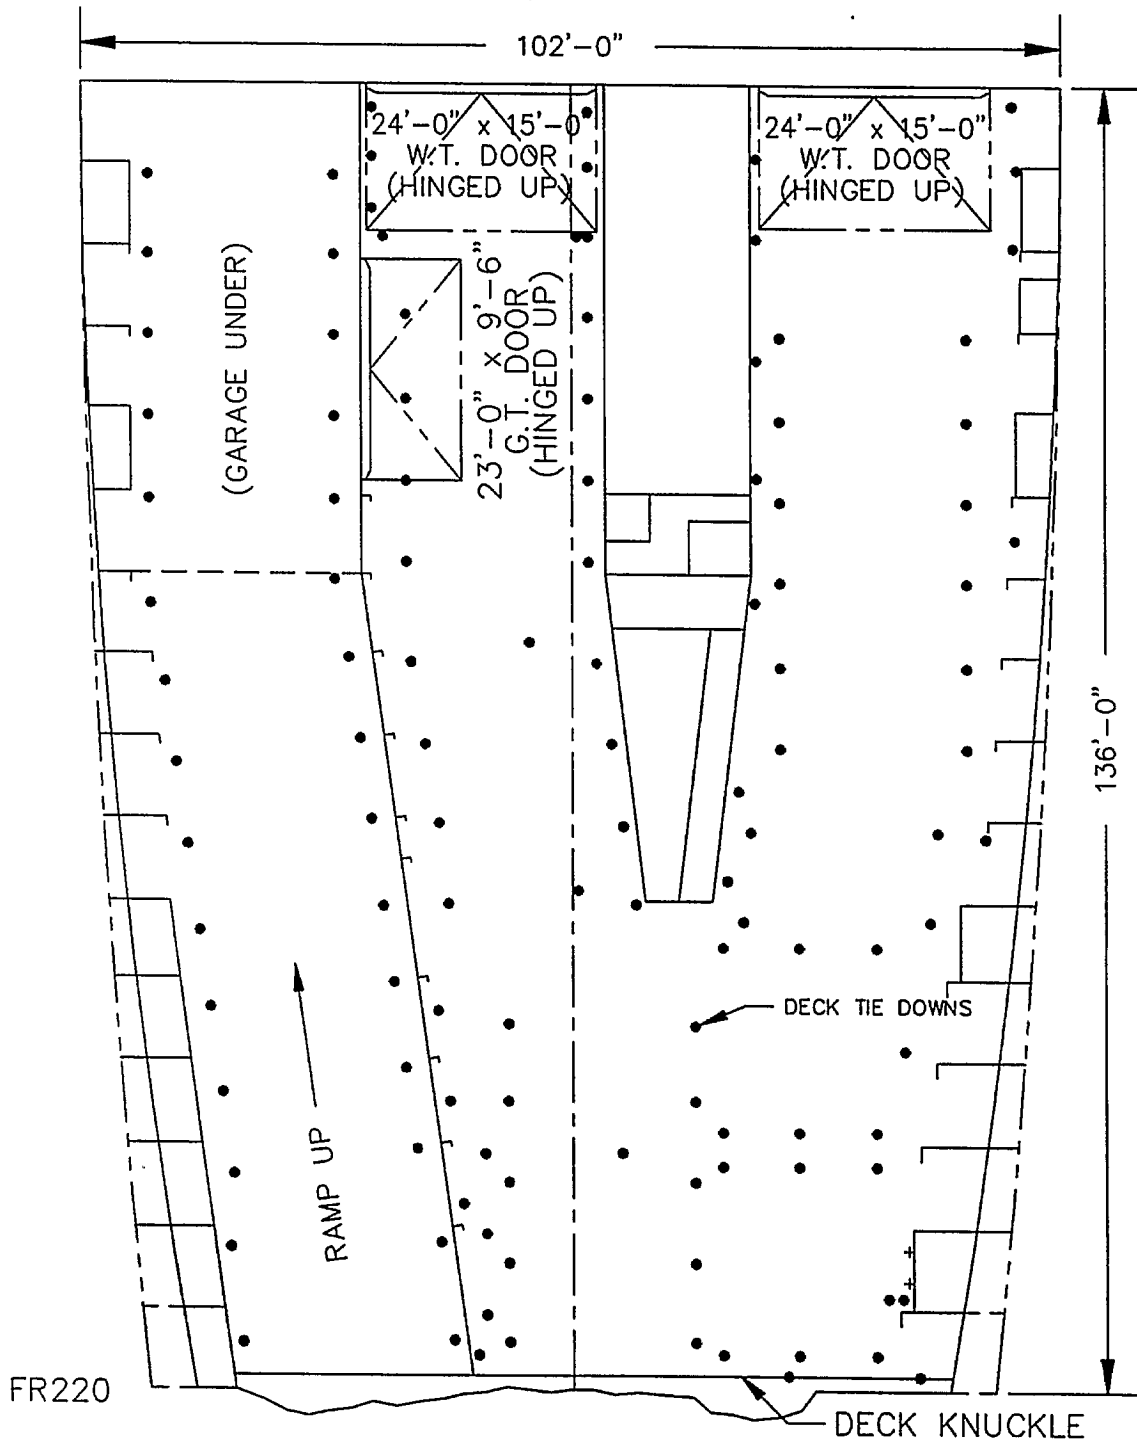 102'-0"
24'-0" x 15'-0
W.T. DOOR
(HINGED UP)
24'-0" x 15'-0"
W.T. DOOR
(HINGED UP)
(GARAGE UNDER)
23'-0" x 9'-6"
G.T. DOOR
(HINGED UP)
136'-0"
DECK TIE DOWNS
RAMP UP
FR220
DECK KNUCKLE